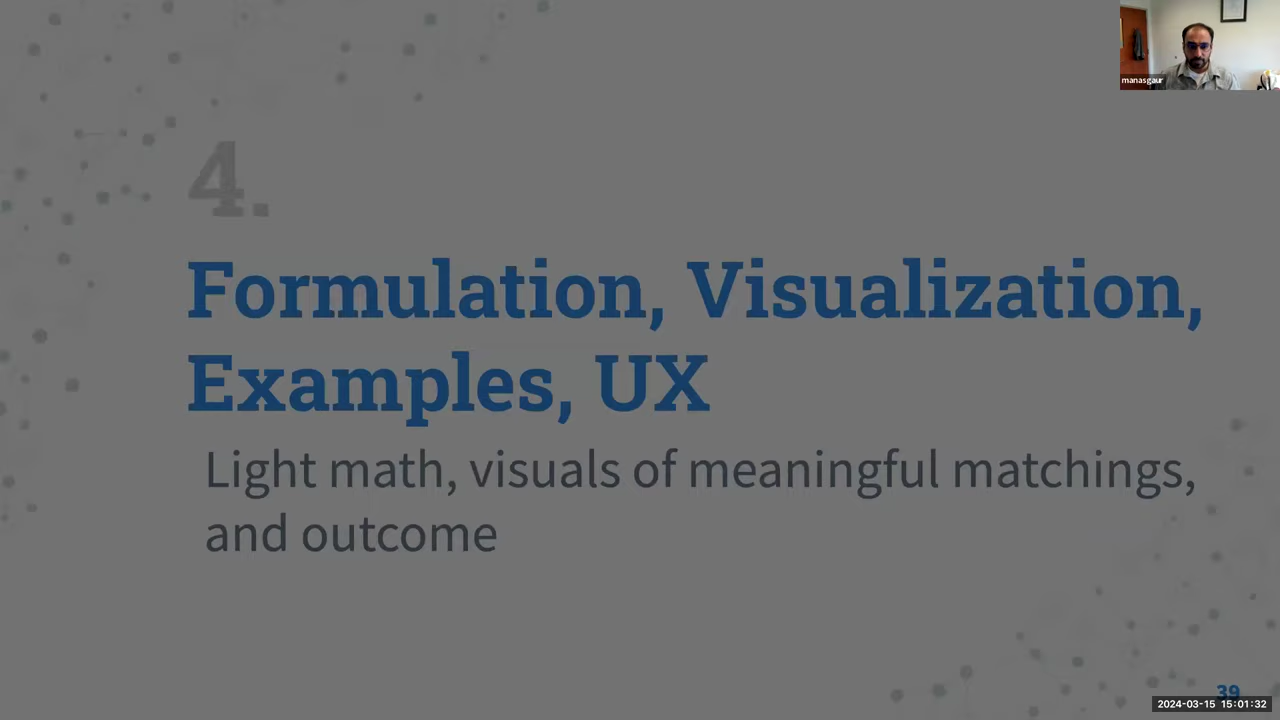 manasgaur
4.
Formulation, Visualization,
Examples, UX
Light math, visuals of meaningful matchings,
and outcome
39
2024-03-15 15:01:32